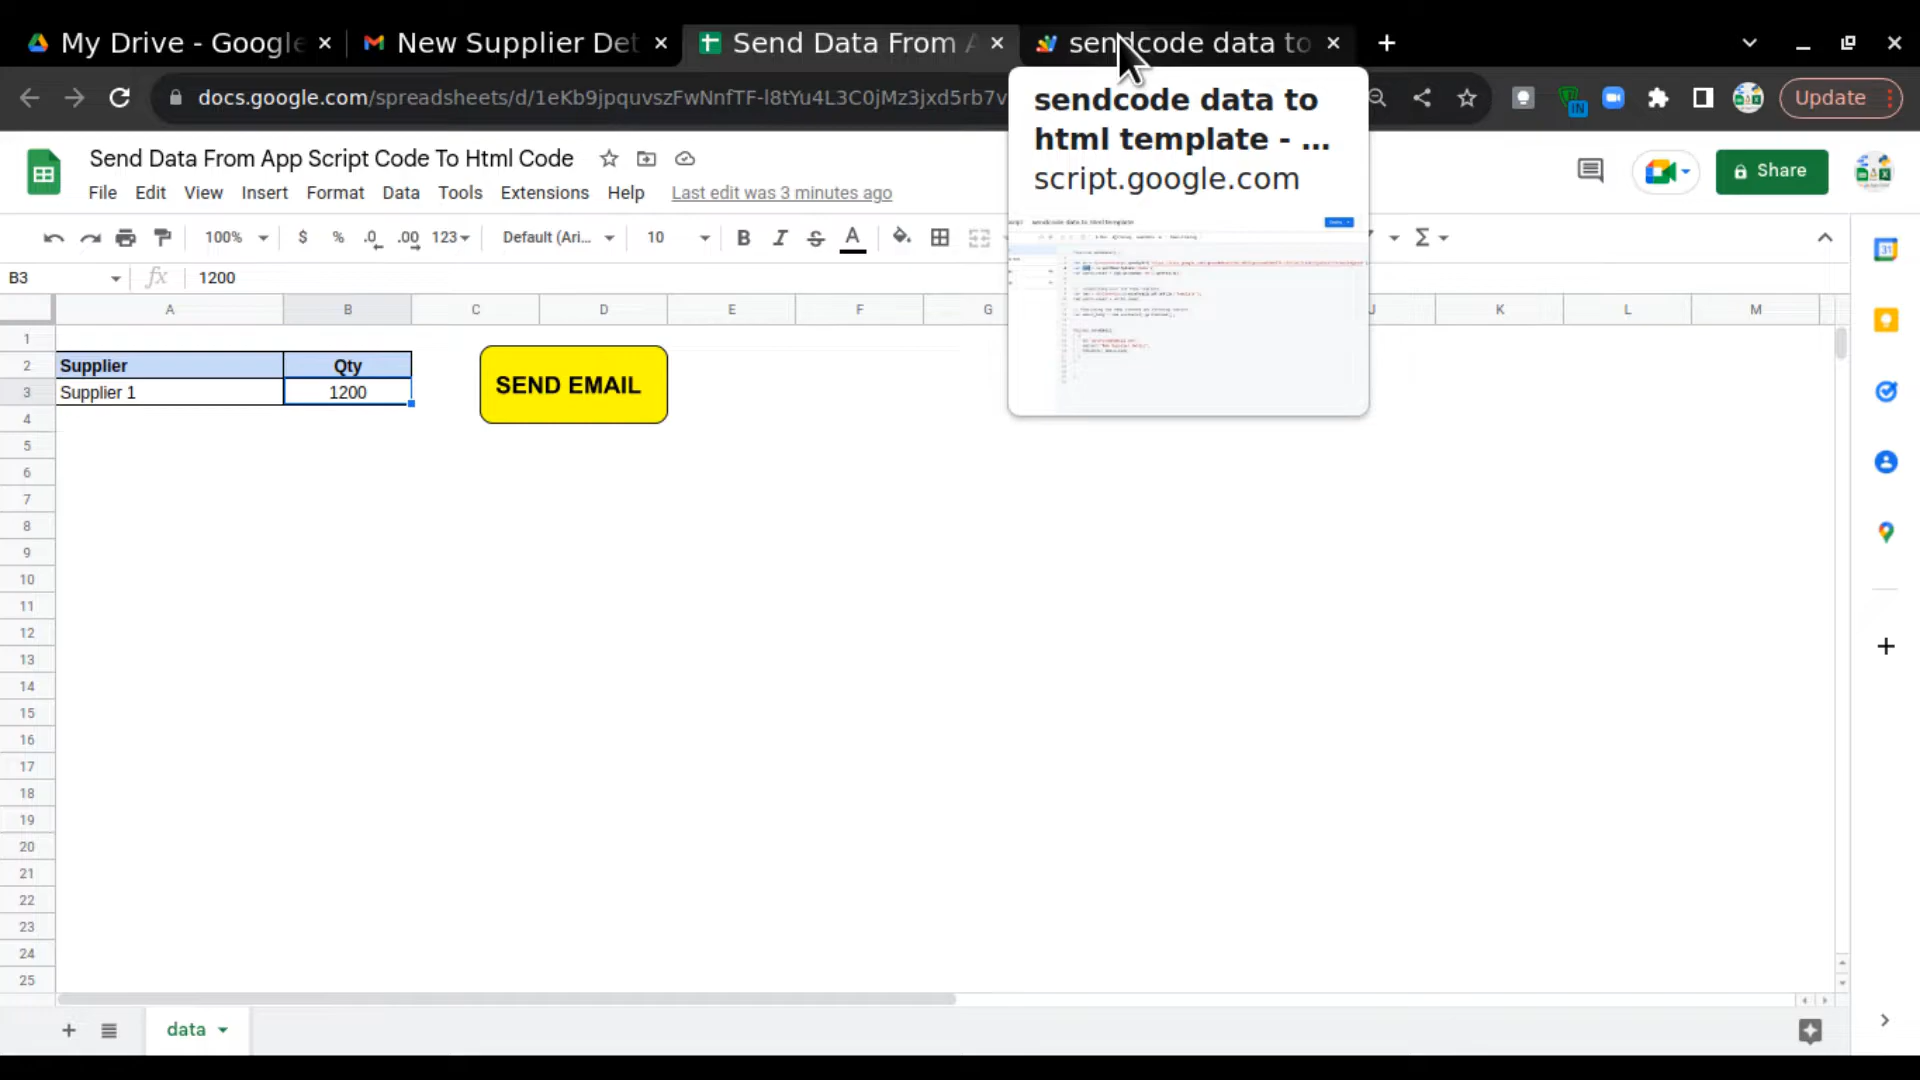 My Drive - Google
New Supplier Det
Send Data From A
sendcode data to
docs.google.com/spreadsheets/d/1eKb9jpquvszFwNnfTF-l8tYu4L3C0jMz3jxd5rb7v
Update
sendcode data to
html template - ...
script.google.com
Send Data From App Script Code To Html Code
File Edit View Insert Format Data Tools Extensions Help Last edit was 3 minutes ago
Share
100% $ % .0 .00 123 Default (Ari... 10 B I S A Σ
B3 fx 1200
A B C D E F G J K L M
1
2 Supplier Qty
3 Supplier 1 1200
SEND EMAIL
4
5
6
7
8
9
10
11
12
13
14
15
16
17
18
19
20
21
22
23
24
25
data
31
IN